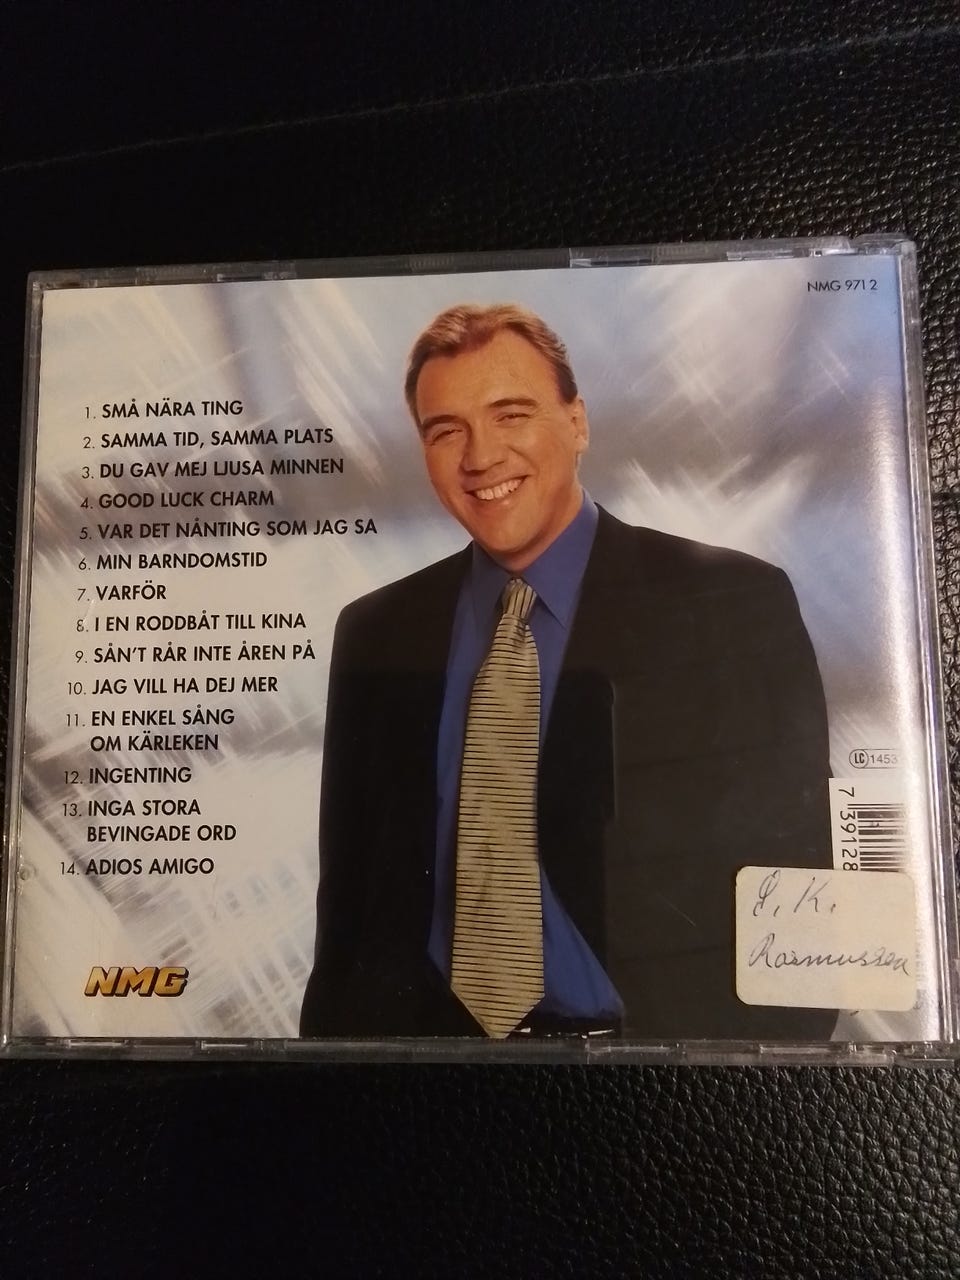 NMG 971 2
1. SMÅ NÄRA TING
2. SAMMA TID, SAMMA PLATS
3. DU GAV MEJ LJUSA MINNEN
4. GOOD LUCK CHARM
5. VAR DET NÅNTING SOM JAG SA
6. MIN BARNDOMSTID
7. VARFÖR
8. I EN RODDBÅT TILL KINA
9. SÅN'T RÅR INTE ÅREN PÅ
10. JAG VILL HA DEJ MER
11. EN ENKEL SÅNG
OM KÄRLEKEN
12. INGENTING
13. INGA STORA
BEVINGADE ORD
14. ADIOS AMIGO
NMG
LC 1453
7 39128
K.
Rasmussen